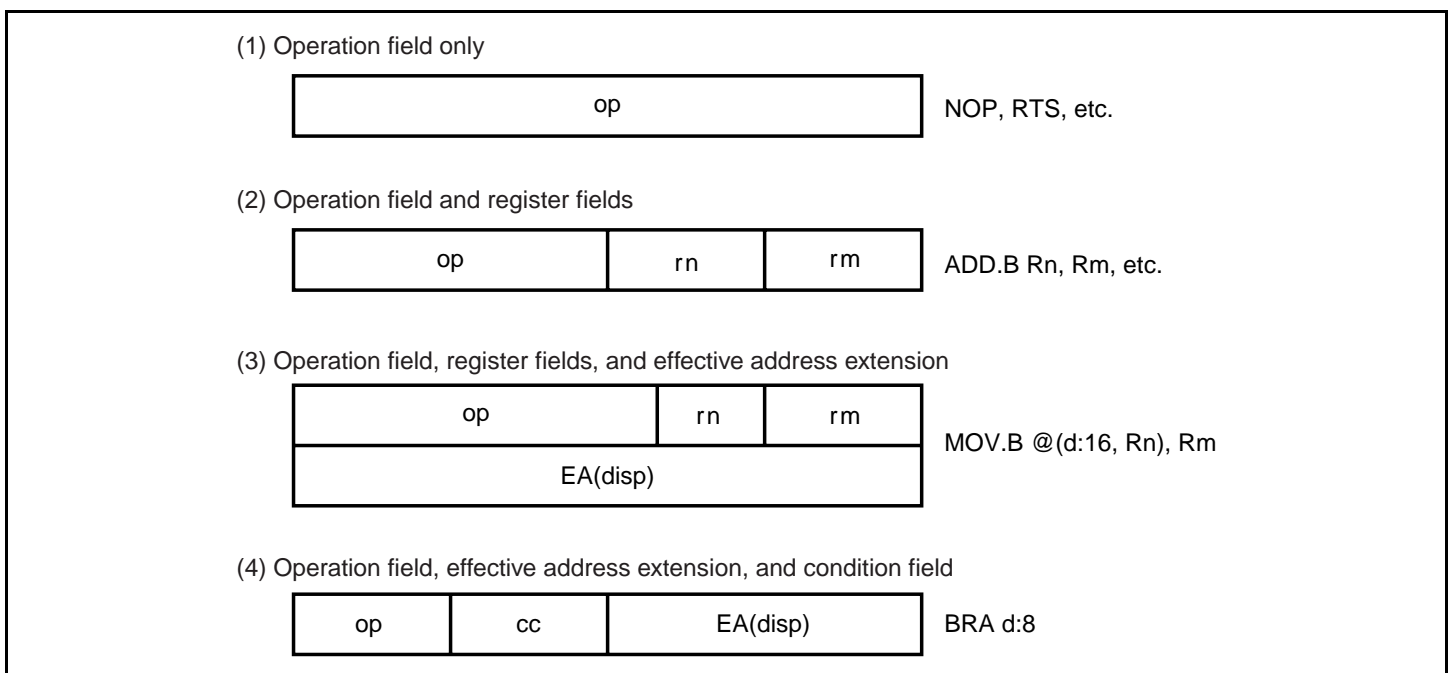 (1) Operation field only
op
NOP, RTS, etc.
(2) Operation field and register fields
op rn rm
ADD.B Rn, Rm, etc.
(3) Operation field, register fields, and effective address extension
op rn rm
EA(disp)
MOV.B @(d:16, Rn), Rm
(4) Operation field, effective address extension, and condition field
op cc EA(disp)
BRA d:8